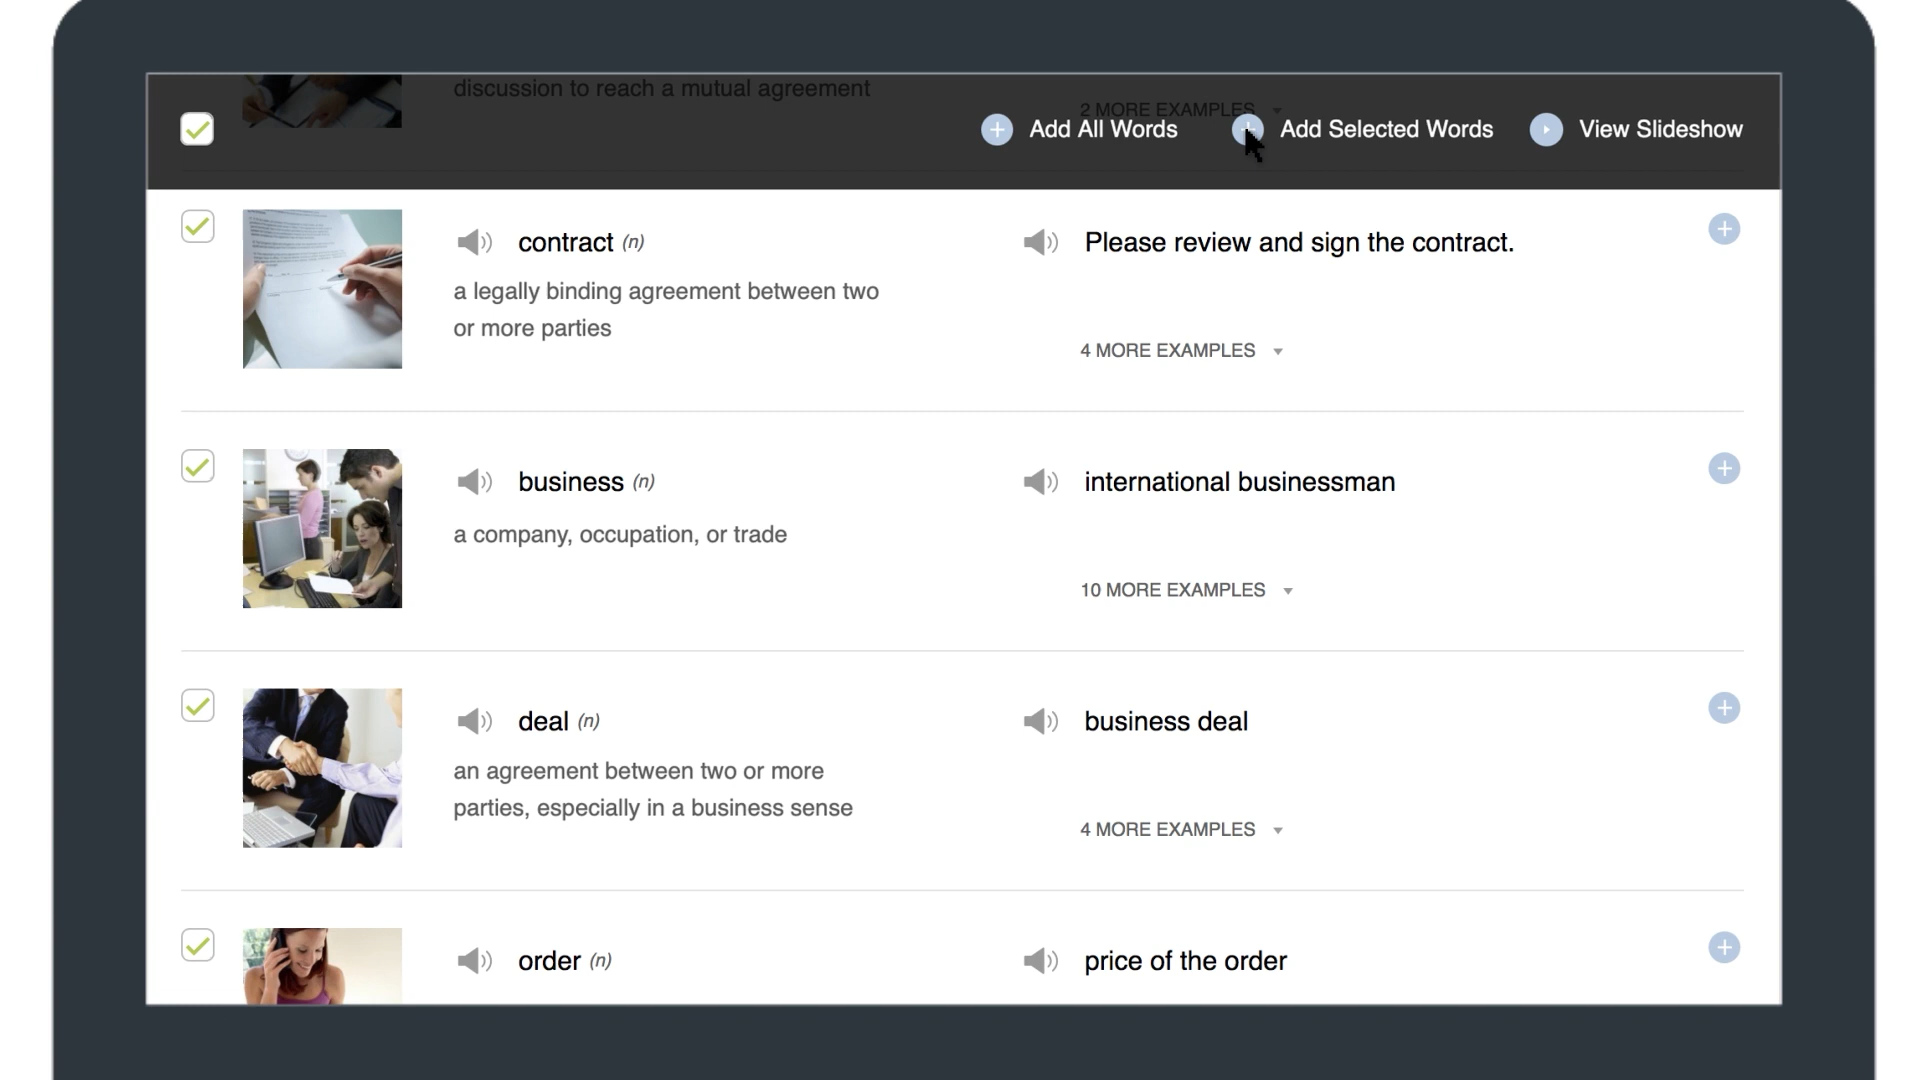 discussion to reach a mutual agreement
2 MORE EXAMPLES
Add All Words
Add Selected Words
View Slideshow
contract (n)
Please review and sign the contract.
a legally binding agreement between two
or more parties
4 MORE EXAMPLES
business (n)
international businessman
a company, occupation, or trade
10 MORE EXAMPLES
deal (n)
business deal
an agreement between two or more
parties, especially in a business sense
4 MORE EXAMPLES
order (n)
price of the order